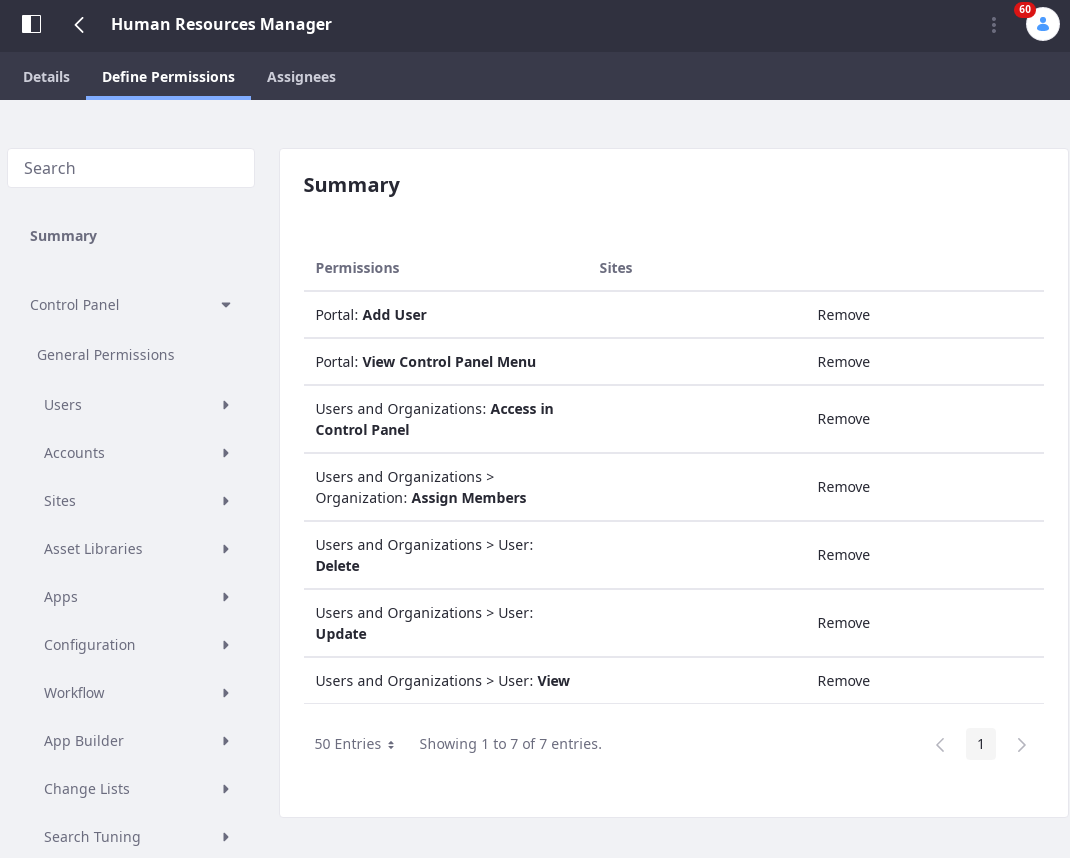 Human Resources Manager
60
Details
Define Permissions
Assignees
Search
Summary
Control Panel
General Permissions
Users
Accounts
Sites
Asset Libraries
Apps
Configuration
Workflow
App Builder
Change Lists
Search Tuning
Summary
Permissions Sites
Portal: Add User Remove
Portal: View Control Panel Menu Remove
Users and Organizations: Access in
Control Panel
Remove
Users and Organizations >
Organization: Assign Members
Remove
Users and Organizations > User:
Delete
Remove
Users and Organizations > User:
Update
Remove
Users and Organizations > User: View Remove
50 Entries Showing 1 to 7 of 7 entries. 1